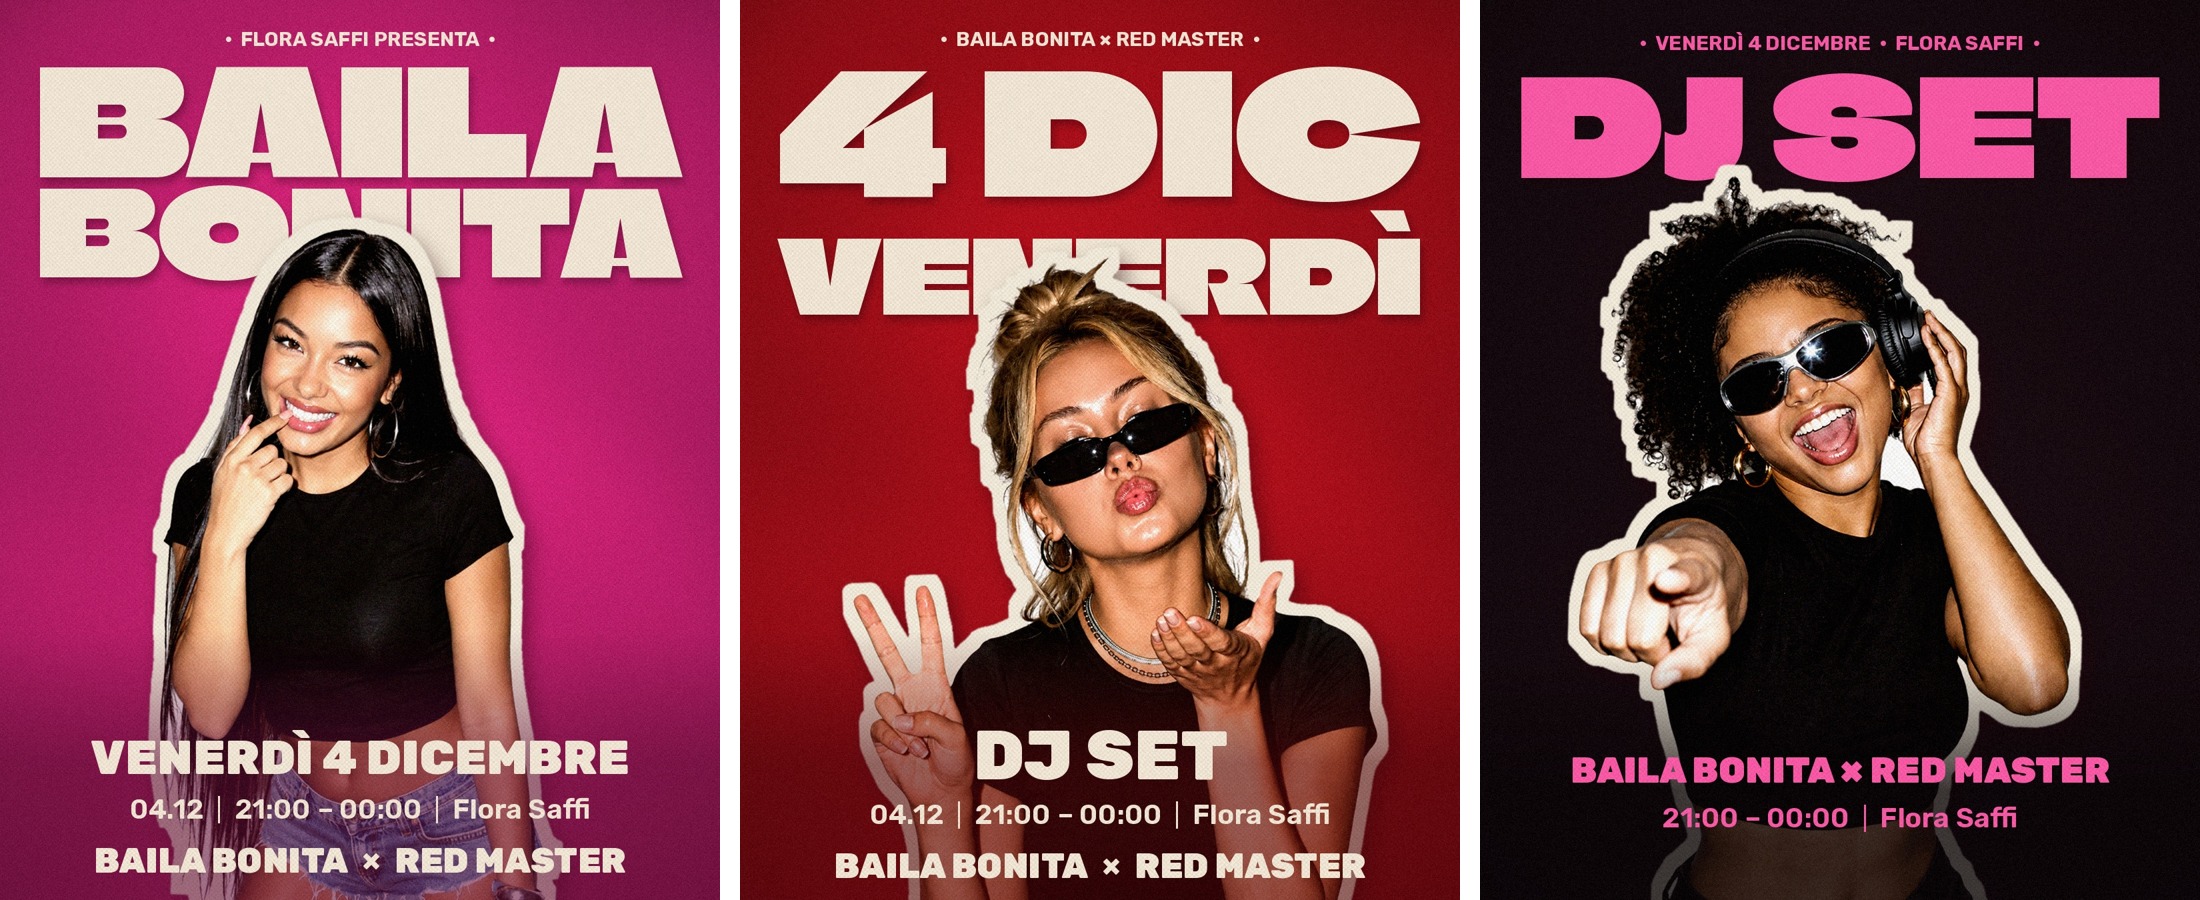 • FLORA SAFFI PRESENTA •
BAILA
BONITA
VENERDÌ 4 DICEMBRE
04.12 | 21:00 – 00:00 | Flora Saffi
BAILA BONITA × RED MASTER
• BAILA BONITA × RED MASTER •
4 DIC
VENERDÌ
DJ SET
04.12 | 21:00 – 00:00 | Flora Saffi
BAILA BONITA × RED MASTER
• VENERDÌ 4 DICEMBRE • FLORA SAFFI •
DJ SET
BAILA BONITA × RED MASTER
21:00 – 00:00 | Flora Saffi